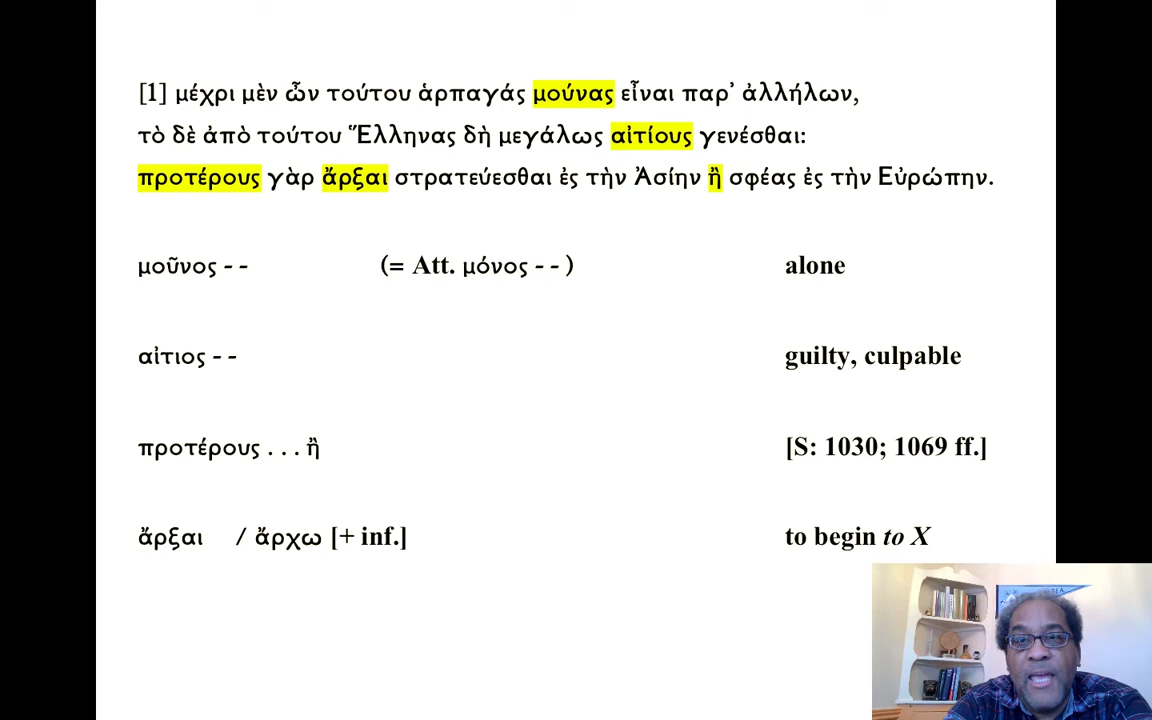 [1] μέχρι μὲν ὦν τούτου ἁρπαγάς μούνας εἶναι παρ’ ἀλλήλων,
τὸ δὲ ἀπὸ τούτου Ἕλληνας δὴ μεγάλως αἰτίους γενέσθαι:
προτέρους γὰρ ἄρξαι στρατεύεσθαι ἐς τὴν Ἀσίην ἢ σφέας ἐς τὴν Εὐρώπην.
μοῦνος - - (= Att. μόνος - - ) alone
αἰτιος - - guilty, culpable
προτέρους . . . ἢ [S: 1030; 1069 ff.]
ἄρξαι / ἄρχω [+ inf.] to begin to X